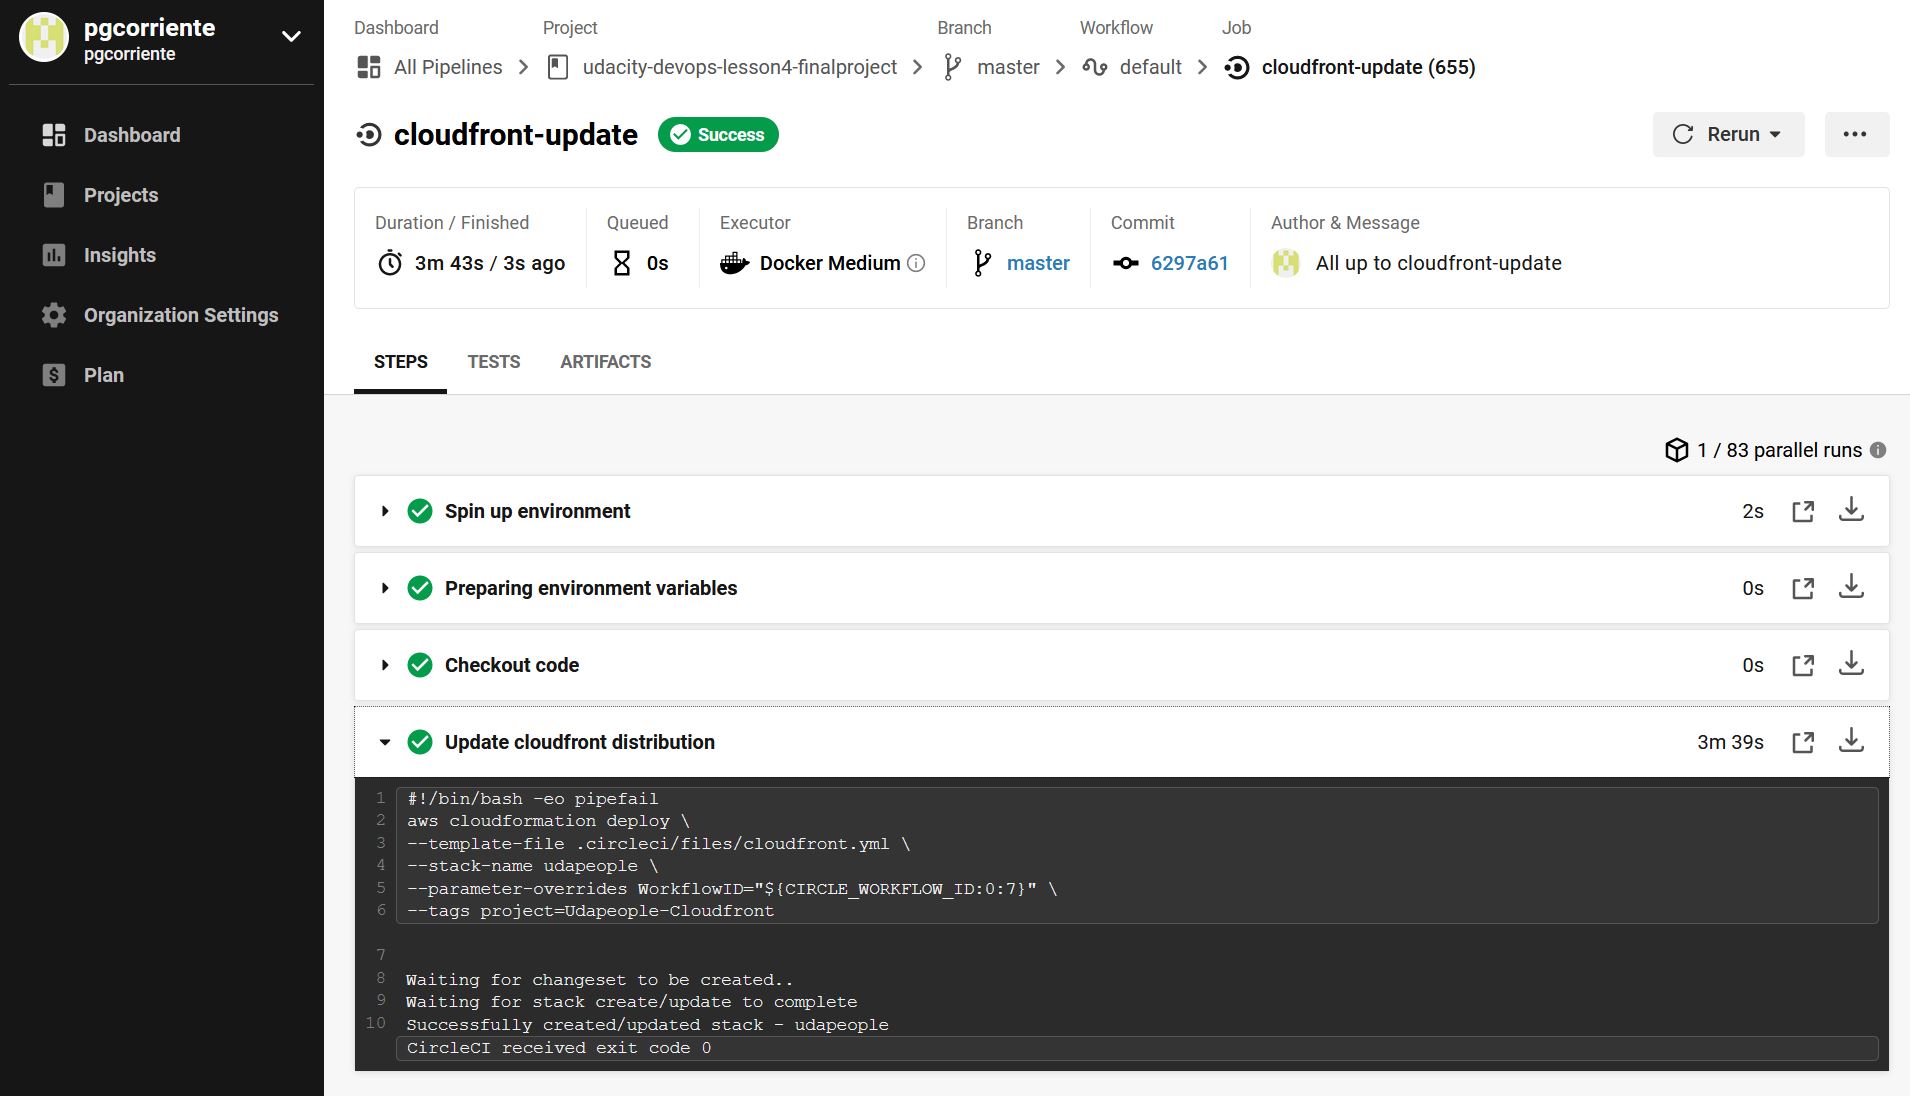 pgcorriente
pgcorriente
Dashboard
Projects
Insights
Organization Settings
Plan
Dashboard Project Branch Workflow Job
All Pipelines udacity-devops-lesson4-finalproject master default cloudfront-update (655)
cloudfront-update Success Rerun
Duration / Finished Queued Executor Branch Commit Author & Message
3m 43s / 3s ago 0s Docker Medium master 6297a61 All up to cloudfront-update
STEPS TESTS ARTIFACTS
1 / 83 parallel runs
Spin up environment 2s
Preparing environment variables 0s
Checkout code 0s
Update cloudfront distribution 3m 39s
1 #!/bin/bash -eo pipefail
2 aws cloudformation deploy \
3 --template-file .circleci/files/cloudfront.yml \
4 --stack-name udapeople \
5 --parameter-overrides WorkflowID="${CIRCLE_WORKFLOW_ID:0:7}" \
6 --tags project=Udapeople-Cloudfront
7
8 Waiting for changeset to be created..
9 Waiting for stack create/update to complete
10 Successfully created/updated stack - udapeople
CircleCI received exit code 0